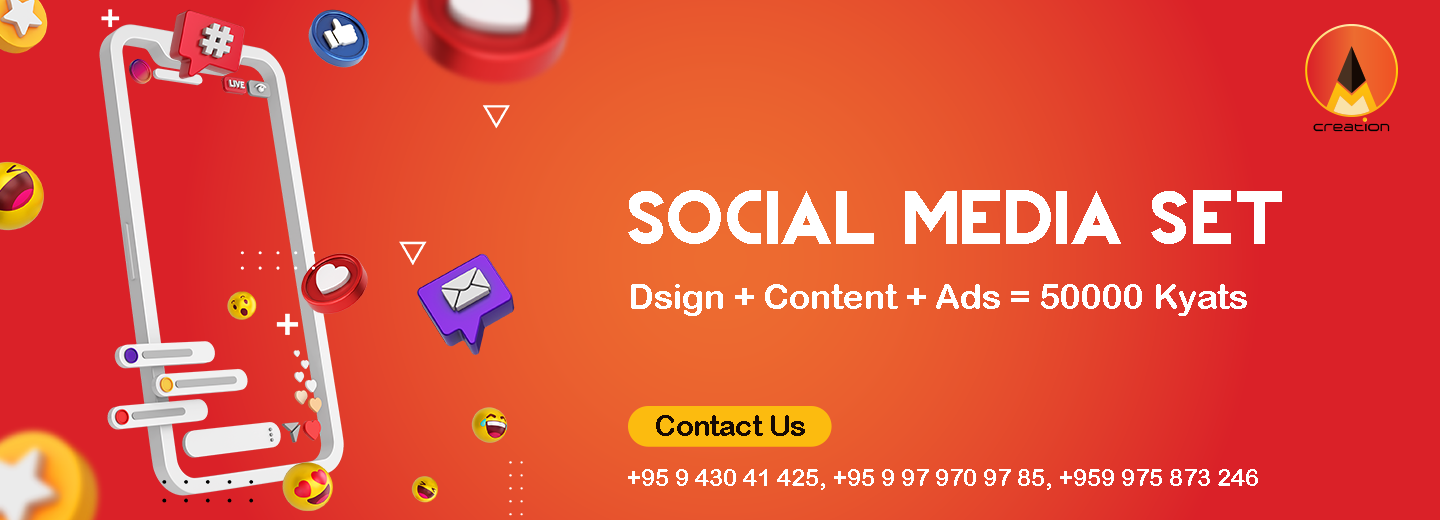 #
LIVE
M
creation
SOCIAL MEDIA SET
Dsign + Content + Ads = 50000 Kyats
Contact Us
+95 9 430 41 425, +95 9 97 970 97 85, +959 975 873 246